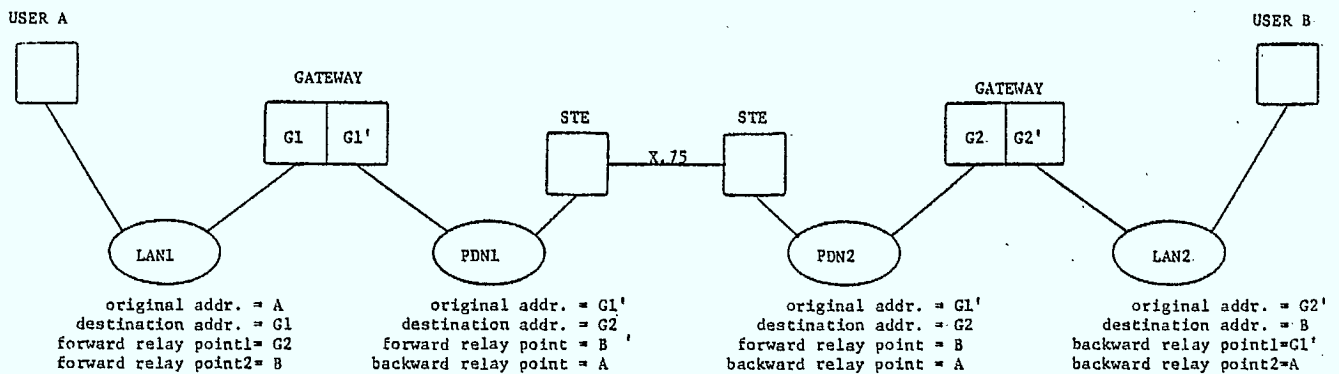 USER A
USER B
GATEWAY
GATEWAY
STE
STE
G1 G1'
X.75
G2 G2'
LAN1
PDN1
PDN2
LAN2
original addr. = A
destination addr. = G1
forward relay point1= G2
forward relay point2= B
original addr. = G1'
destination addr. = G2
forward relay point = B '
backward relay point = A
original addr. = G1'
destination addr. = G2
forward relay point = B
backward relay point = A
original addr. = G2'
destination addr. = B
backward relay point1=G1'
backward relay point2=A